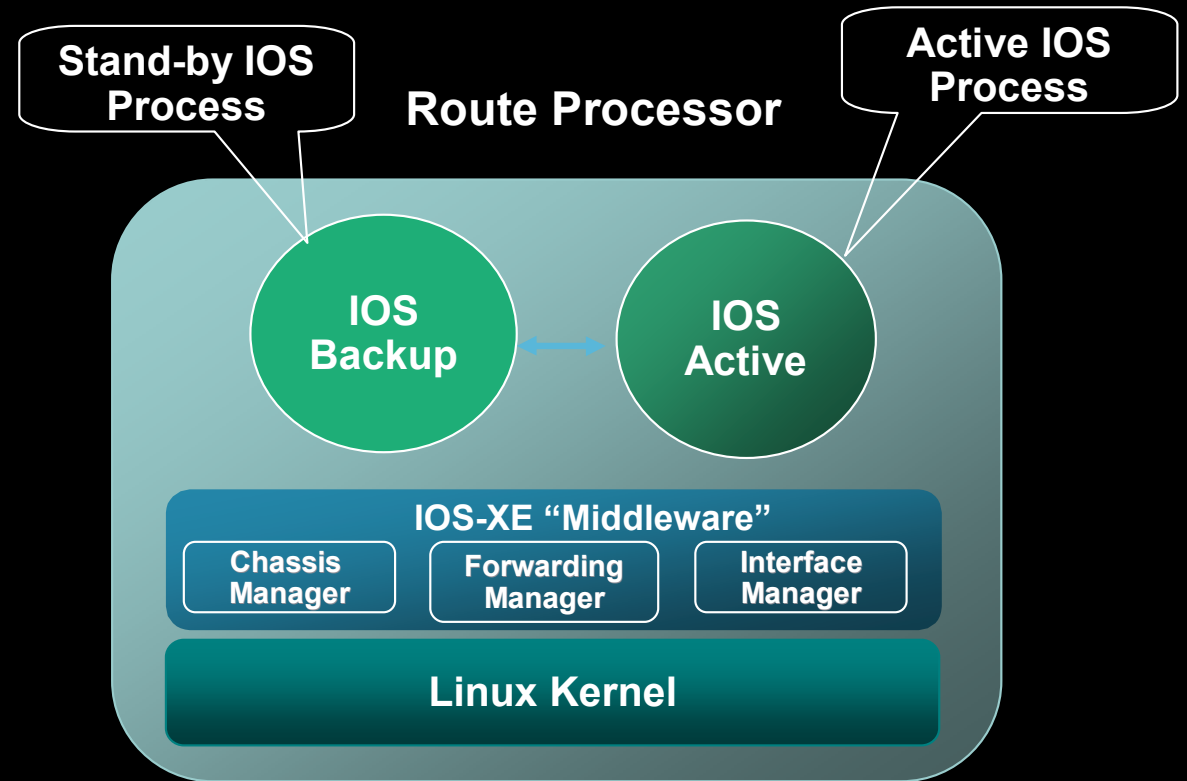 Stand-by IOS
Process
Active IOS
Process
Route Processor
IOS
Backup
IOS
Active
IOS-XE “Middleware”
Chassis
Manager
Forwarding
Manager
Interface
Manager
Linux Kernel